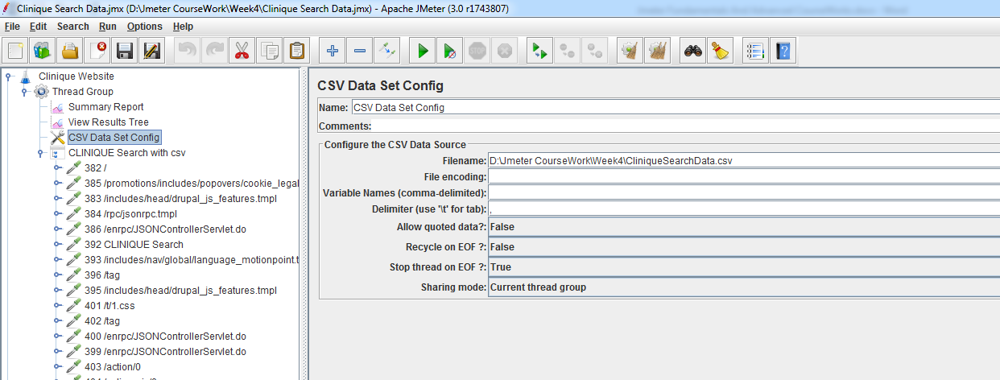 Clinique Search Data.jmx (D:\Jmeter CourseWork\Week4\Clinique Search Data.jmx) - Apache JMeter (3.0 r1743807)
File Edit Search Run Options Help
Clinique Website
Thread Group
Summary Report
View Results Tree
CSV Data Set Config
CLINIQUE Search with csv
382 /
385 /promotions/includes/popovers/cookie_legal
383 /includes/head/drupal_js_features.tmpl
384 /rpc/jsonrpc.tmpl
386 /enrpc/JSONControllerServlet.do
392 CLINIQUE Search
393 /includes/nav/global/language_motionpoint.t
396 /tag
395 /includes/head/drupal_js_features.tmpl
401 /t/1.css
402 /tag
400 /enrpc/JSONControllerServlet.do
399 /enrpc/JSONControllerServlet.do
403 /action/0
CSV Data Set Config
Name: CSV Data Set Config
Comments:
Configure the CSV Data Source
Filename: D:\Jmeter CourseWork\Week4\CliniqueSearchData.csv
File encoding:
Variable Names (comma-delimited):
Delimiter (use '\t' for tab): ,
Allow quoted data?: False
Recycle on EOF ?: False
Stop thread on EOF ?: True
Sharing mode: Current thread group